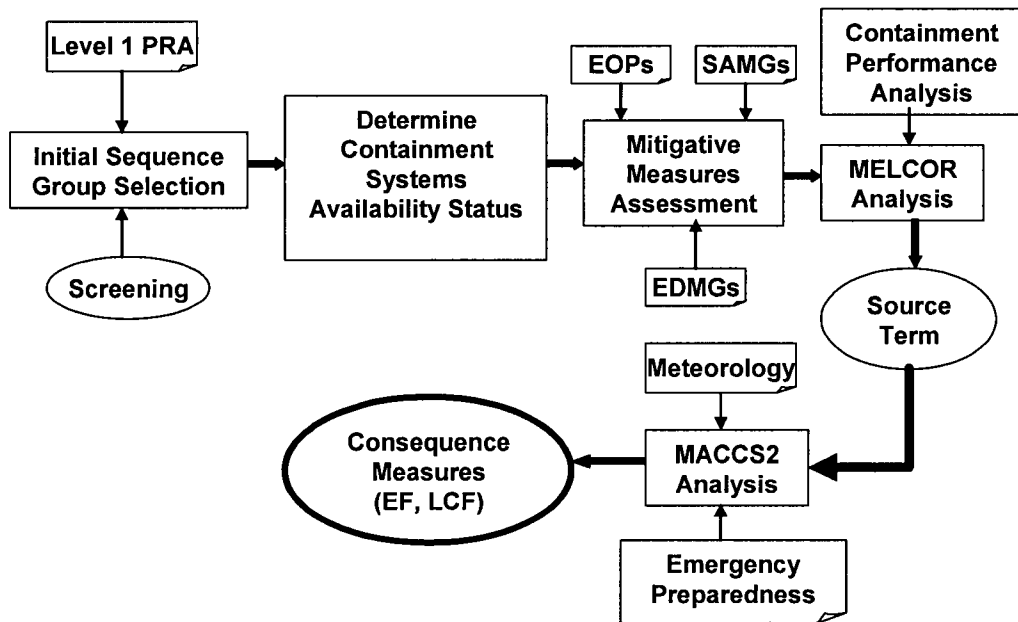 Level 1 PRA
Initial Sequence
Group Selection
Screening
Determine
Containment
Systems
Availability Status
EOPs
SAMGs
Mitigative
Measures
Assessment
EDMGs
Containment
Performance
Analysis
MELCOR
Analysis
Source
Term
Meteorology
MACCS2
Analysis
Emergency
Preparedness
Consequence
Measures
(EF, LCF)